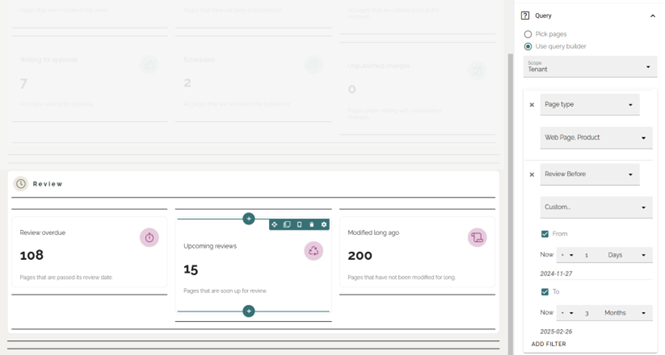 Waiting for approval
Scheduled
Unpublished changes
7
2
0
Review
Review overdue
108
Pages that are passed its review date.
Upcoming reviews
15
Pages that are soon up for review.
Modified long ago
200
Pages that have not been modified for long.
Query
Pick pages
Use query builder
Scope
Tenant
Page type
Web Page, Product
Review Before
Custom...
From
Now + 1 Days
2024-11-27
To
Now + 3 Months
2025-02-26
ADD FILTER